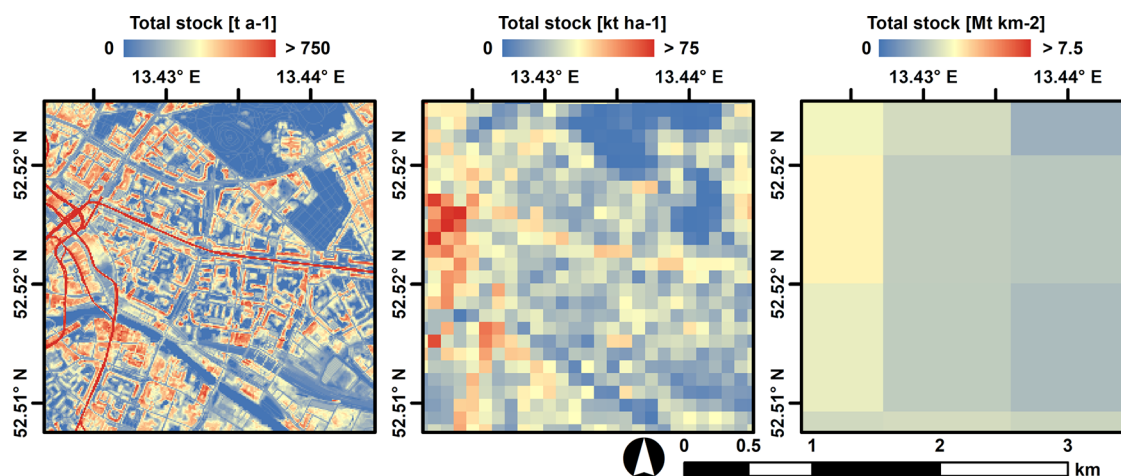 Total stock [t a-1]
0 > 750
13.43° E 13.44° E
52.52° N
52.52° N
52.51° N
Total stock [kt ha-1]
0 > 75
13.43° E 13.44° E
52.52° N
52.52° N
52.51° N
Total stock [Mt km-2]
0 > 7.5
13.43° E 13.44° E
52.52° N
52.52° N
52.51° N
0 0.5 1 2 3
km